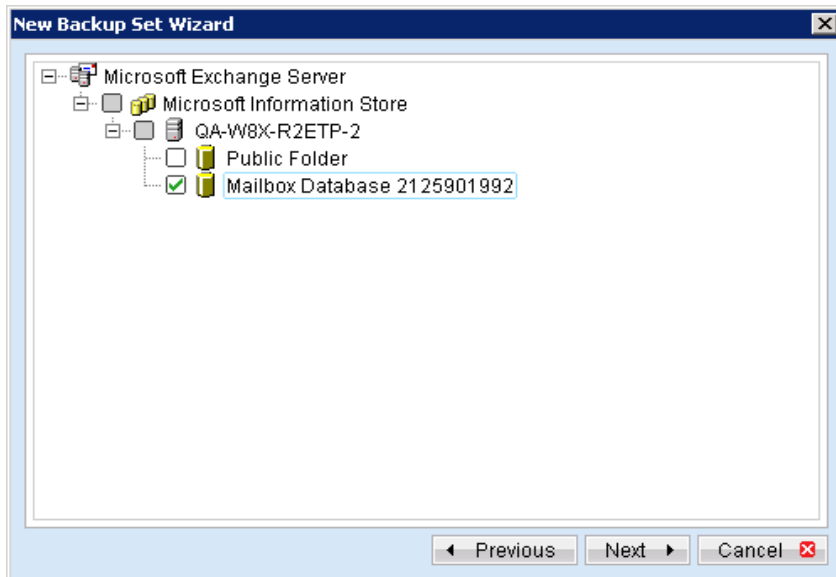 New Backup Set Wizard
Microsoft Exchange Server
Microsoft Information Store
QA-W8X-R2ETP-2
Public Folder
Mailbox Database 2125901992
Previous Next Cancel